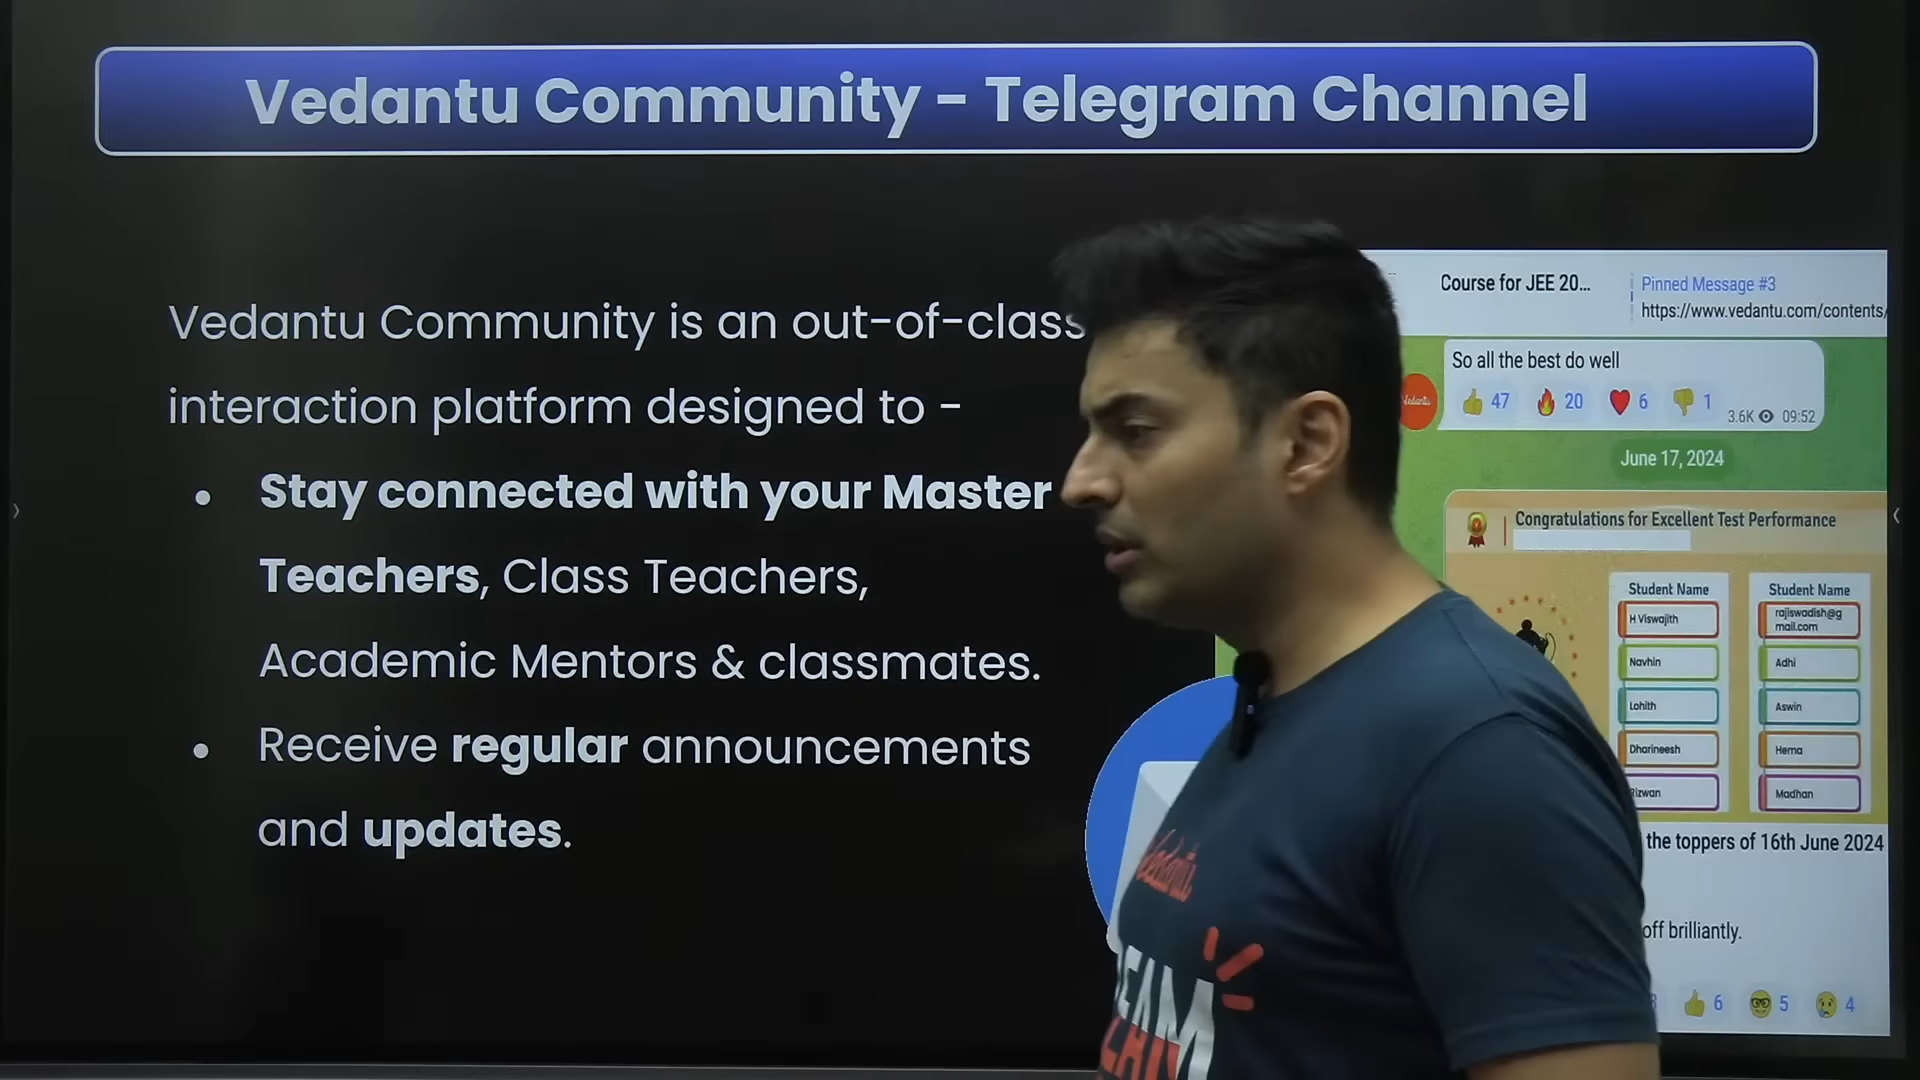 Vedantu Community - Telegram Channel
Vedantu Community is an out-of-class
interaction platform designed to -
• Stay connected with your Master
Teachers, Class Teachers,
Academic Mentors & classmates.
• Receive regular announcements
and updates.
Course for JEE 20...
Pinned Message #3
https://www.vedantu.com/contents/
So all the best do well
47 20 6 1
3.6K 09:52
Vedantu
June 17, 2024
Congratulations for Excellent Test Performance
Student Name
H Viswajith
Navhin
Lohith
Dharineesh
Rizwan
Student Name
rajiswadish@g
mail.com
Adhi
Aswin
Hema
Madhan
the toppers of 16th June 2024
off brilliantly.
6 5 4
Vedantu